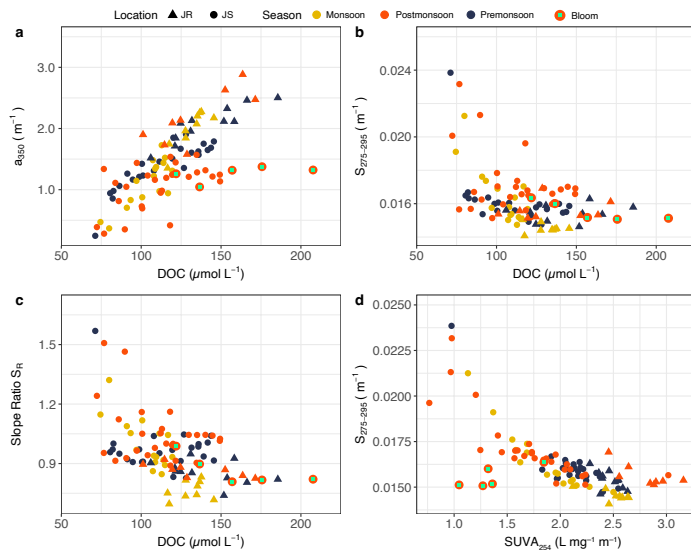 Location JR JS Season Monsoon Postmonsoon Premonsoon Bloom
a
3.0
2.0
1.0
0.0
a350 (m⁻¹)
50 100 150 200
DOC (µmol L⁻¹)
b
0.024
0.020
0.016
S275-295 (m⁻¹)
50 100 150 200
DOC (µmol L⁻¹)
c
1.5
1.2
0.9
Slope Ratio SR
50 100 150 200
DOC (µmol L⁻¹)
d
0.0250
0.0225
0.0200
0.0175
0.0150
S275-295 (m⁻¹)
1.0 1.5 2.0 2.5 3.0
SUVA254 (L mg⁻¹ m⁻¹)